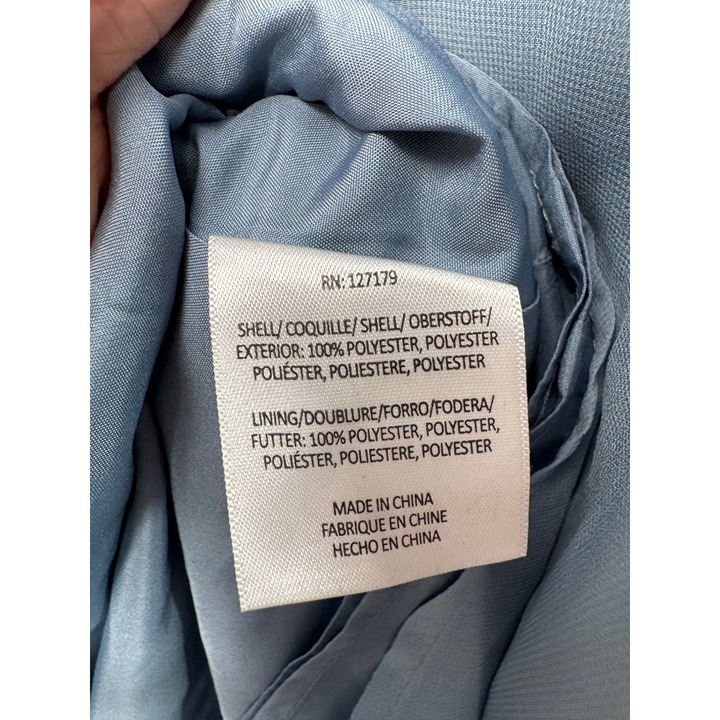 RN: 127179
SHELL/ COQUILLE/ SHELL/ OBERSTOFF/
EXTERIOR: 100% POLYESTER, POLYESTER
POLIÉSTER, POLIESTERE, POLYESTER
LINING/DOUBLURE/FORRO/FODERA/
FUTTER: 100% POLYESTER, POLYESTER,
POLIÉSTER, POLIESTERE, POLYESTER
MADE IN CHINA
FABRIQUE EN CHINE
HECHO EN CHINA